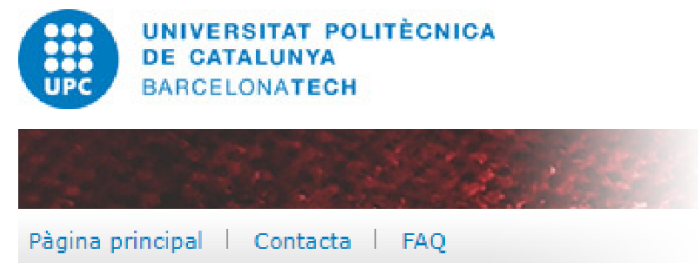 UPC
UNIVERSITAT POLITÈCNICA
DE CATALUNYA
BARCELONATECH
Pàgina principal | Contacta | FAQ